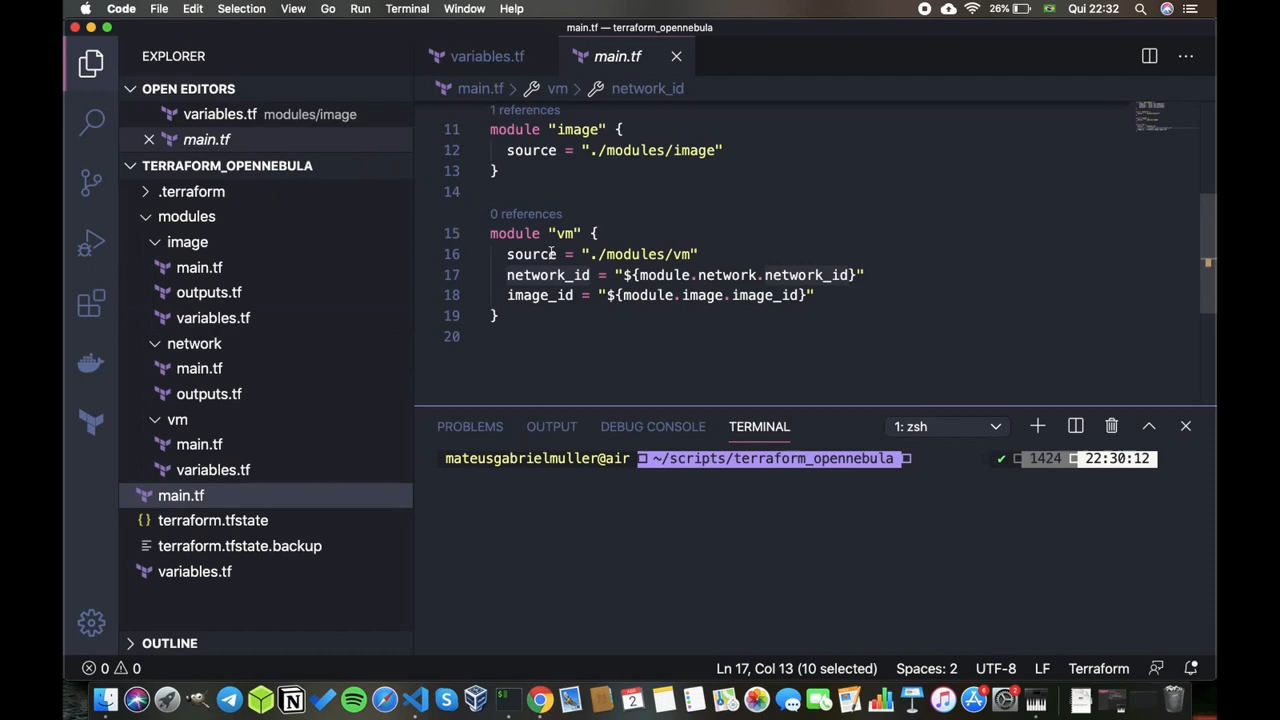 Code File Edit Selection View Go Run Terminal Window Help 26% Qui 22:32
main.tf — terraform_opennebula
EXPLORER
variables.tf main.tf
OPEN EDITORS
main.tf > vm > network_id
variables.tf modules/image
main.tf
TERRAFORM_OPENNEBULA
.terraform
modules
image
main.tf
outputs.tf
variables.tf
network
main.tf
outputs.tf
vm
main.tf
variables.tf
main.tf
terraform.tfstate
terraform.tfstate.backup
variables.tf
OUTLINE
1 references
11 module "image" {
12 source = "./modules/image"
13 }
14
0 references
15 module "vm" {
16 source = "./modules/vm"
17 network_id = "${module.network.network_id}"
18 image_id = "${module.image.image_id}"
19 }
20
PROBLEMS OUTPUT DEBUG CONSOLE TERMINAL 1: zsh
mateusgabrielmuller@air ~/scripts/terraform_opennebula ✔ 1424 22:30:12
0 0 Ln 17, Col 13 (10 selected) Spaces: 2 UTF-8 LF Terraform